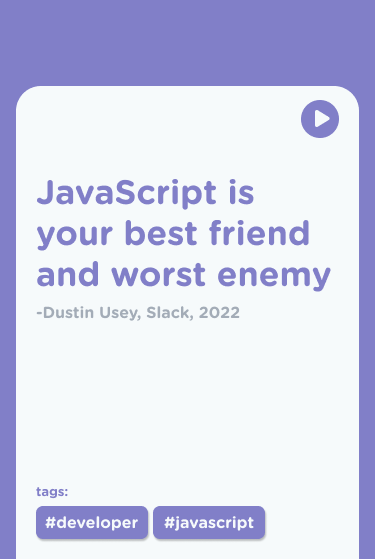 JavaScript is
your best friend
and worst enemy
-Dustin Usey, Slack, 2022
tags:
#developer #javascript